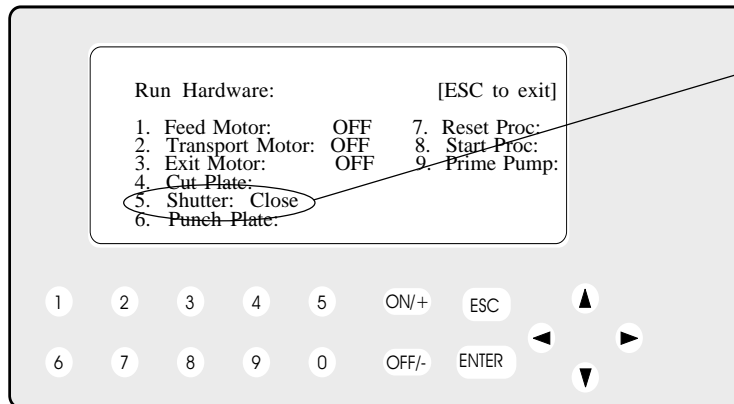 Run Hardware: [ESC to exit]
1. Feed Motor: OFF 7. Reset Proc:
2. Transport Motor: OFF 8. Start Proc:
3. Exit Motor: OFF 9. Prime Pump:
4. Cut Plate:
5. Shutter: Close
6. Punch Plate:
1 2 3 4 5 ON/+ ESC
6 7 8 9 0 OFF/- ENTER